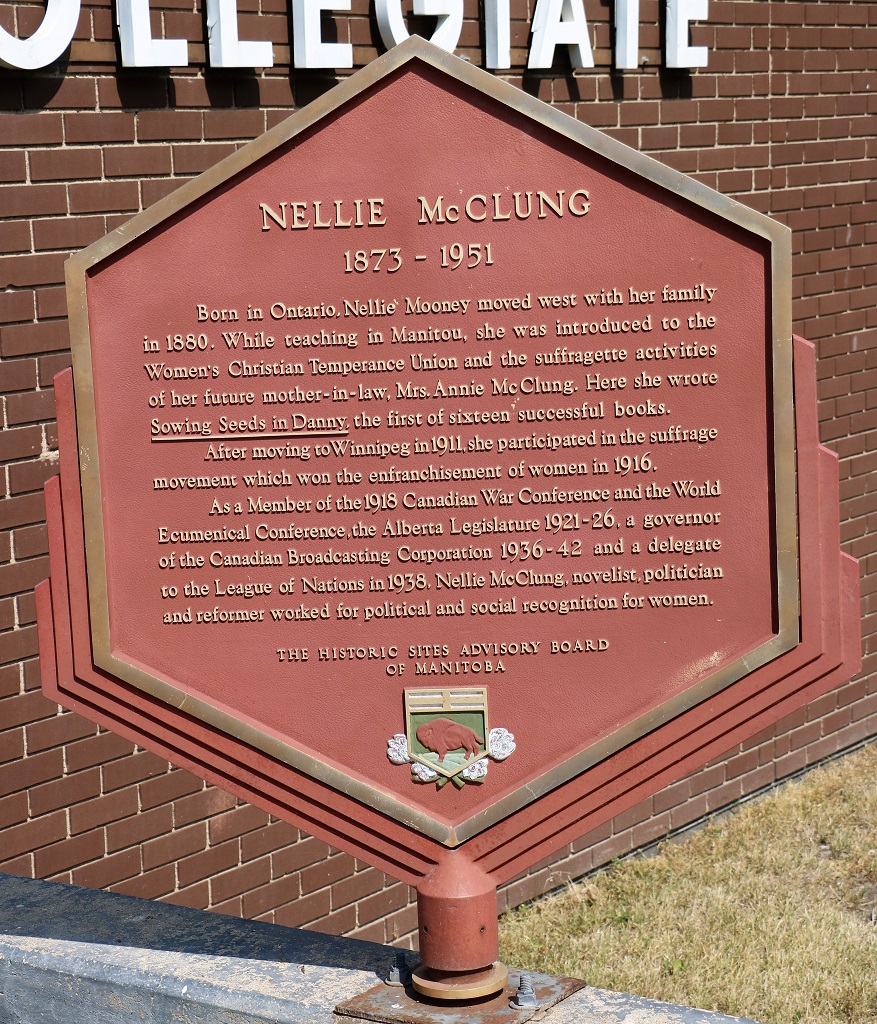 OLLEGIATE
NELLIE McCLUNG
1873 - 1951
Born in Ontario, Nellie Mooney moved west with her family
in 1880. While teaching in Manitou, she was introduced to the
Women's Christian Temperance Union and the suffragette activities
of her future mother-in-law, Mrs. Annie McClung. Here she wrote
Sowing Seeds in Danny, the first of sixteen successful books.
After moving to Winnipeg in 1911, she participated in the suffrage
movement which won the enfranchisement of women in 1916.
As a Member of the 1918 Canadian War Conference and the World
Ecumenical Conference, the Alberta Legislature 1921-26, a governor
of the Canadian Broadcasting Corporation 1936-42 and a delegate
to the League of Nations in 1938, Nellie McClung, novelist, politician
and reformer worked for political and social recognition for women.
THE HISTORIC SITES ADVISORY BOARD
OF MANITOBA